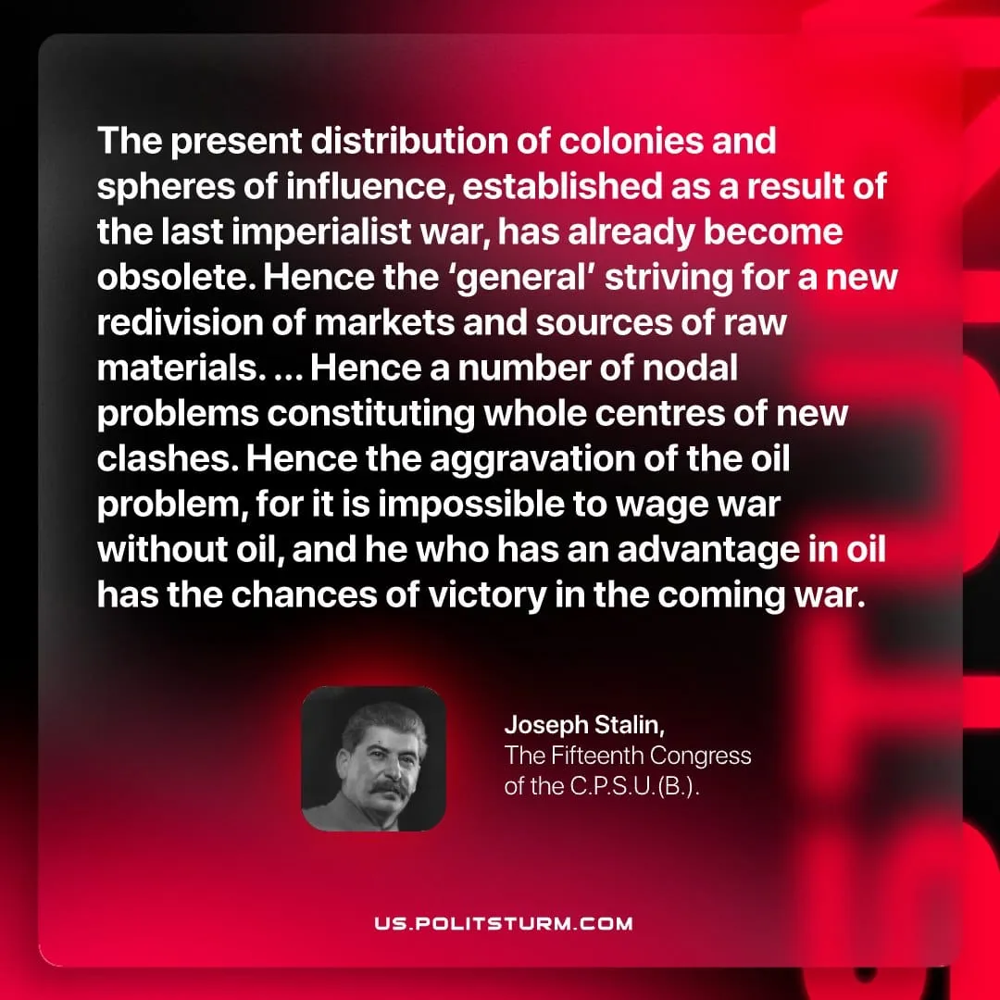 The present distribution of colonies and
spheres of influence, established as a result of
the last imperialist war, has already become
obsolete. Hence the ‘general’ striving for a new
redivision of markets and sources of raw
materials. ... Hence a number of nodal
problems constituting whole centres of new
clashes. Hence the aggravation of the oil
problem, for it is impossible to wage war
without oil, and he who has an advantage in oil
has the chances of victory in the coming war.
Joseph Stalin,
The Fifteenth Congress
of the C.P.S.U.(B.).
US.POLITSTURM.COM